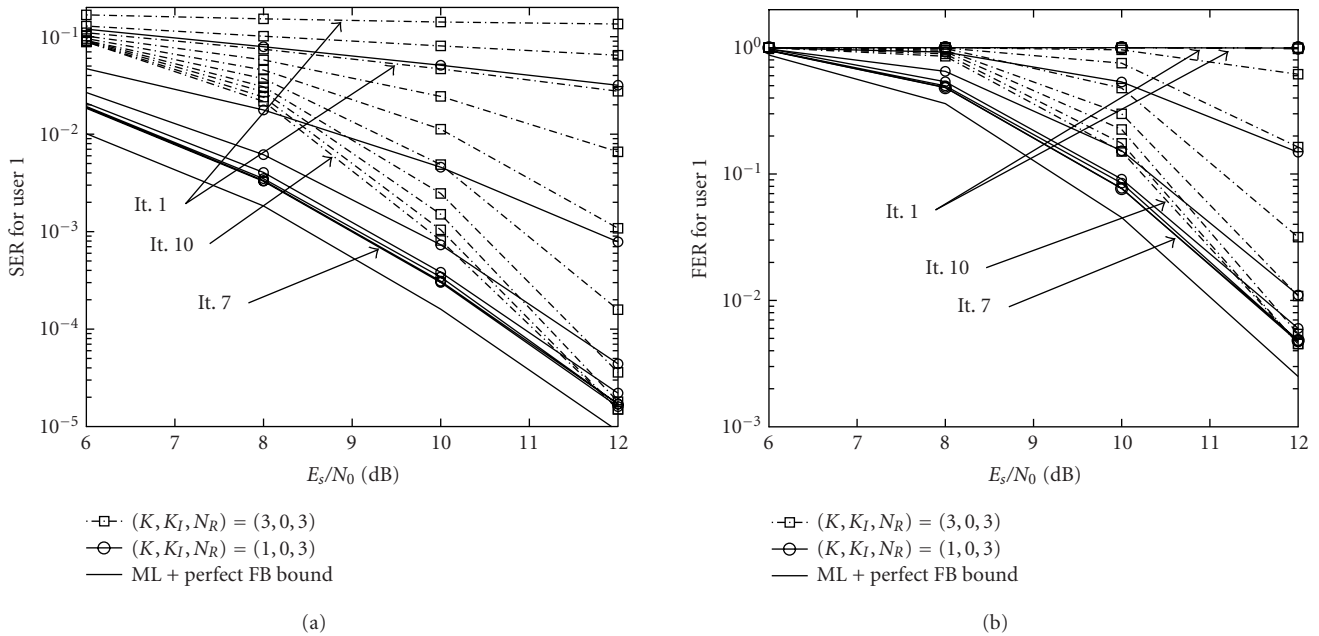 10⁻¹
10⁻²
10⁻³
10⁻⁴
10⁻⁵
SER for user 1
It. 1
It. 10
It. 7
6 7 8 9 10 11 12
E_s/N_0 (dB)
(K, K_I, N_R) = (3, 0, 3)
(K, K_I, N_R) = (1, 0, 3)
ML + perfect FB bound
(a)
10⁰
10⁻¹
10⁻²
10⁻³
FER for user 1
It. 1
It. 10
It. 7
6 7 8 9 10 11 12
E_s/N_0 (dB)
(K, K_I, N_R) = (3, 0, 3)
(K, K_I, N_R) = (1, 0, 3)
ML + perfect FB bound
(b)